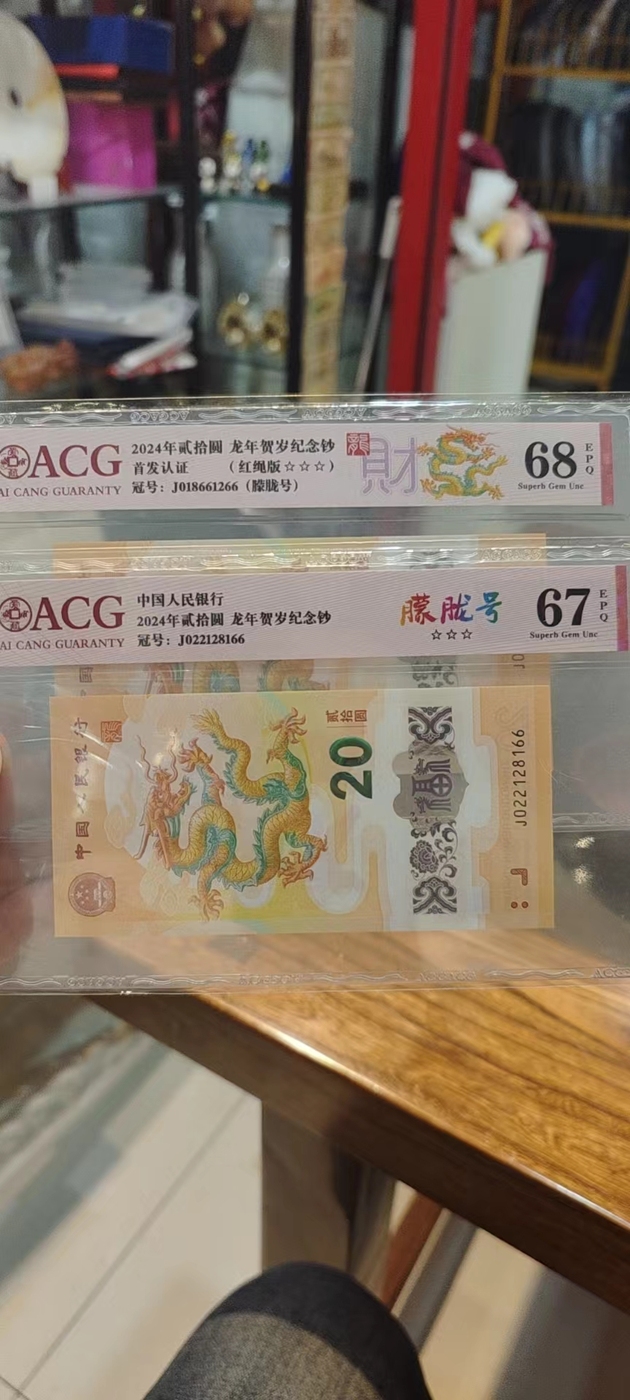 ACG
AI CANG GUARANTY
2024年贰拾圆 龙年贺岁纪念钞
首发认证 （红绳版☆☆☆）
冠号：J018661266（朦胧号）
財
68
EPQ
Superb Gem Unc
ACG
AI CANG GUARANTY
中国人民银行
2024年贰拾圆 龙年贺岁纪念钞
冠号：J022128166
朦胧号
☆☆☆
67
EPQ
Superb Gem Unc
中国人民银行
贰拾圆
20
J022128166
J0